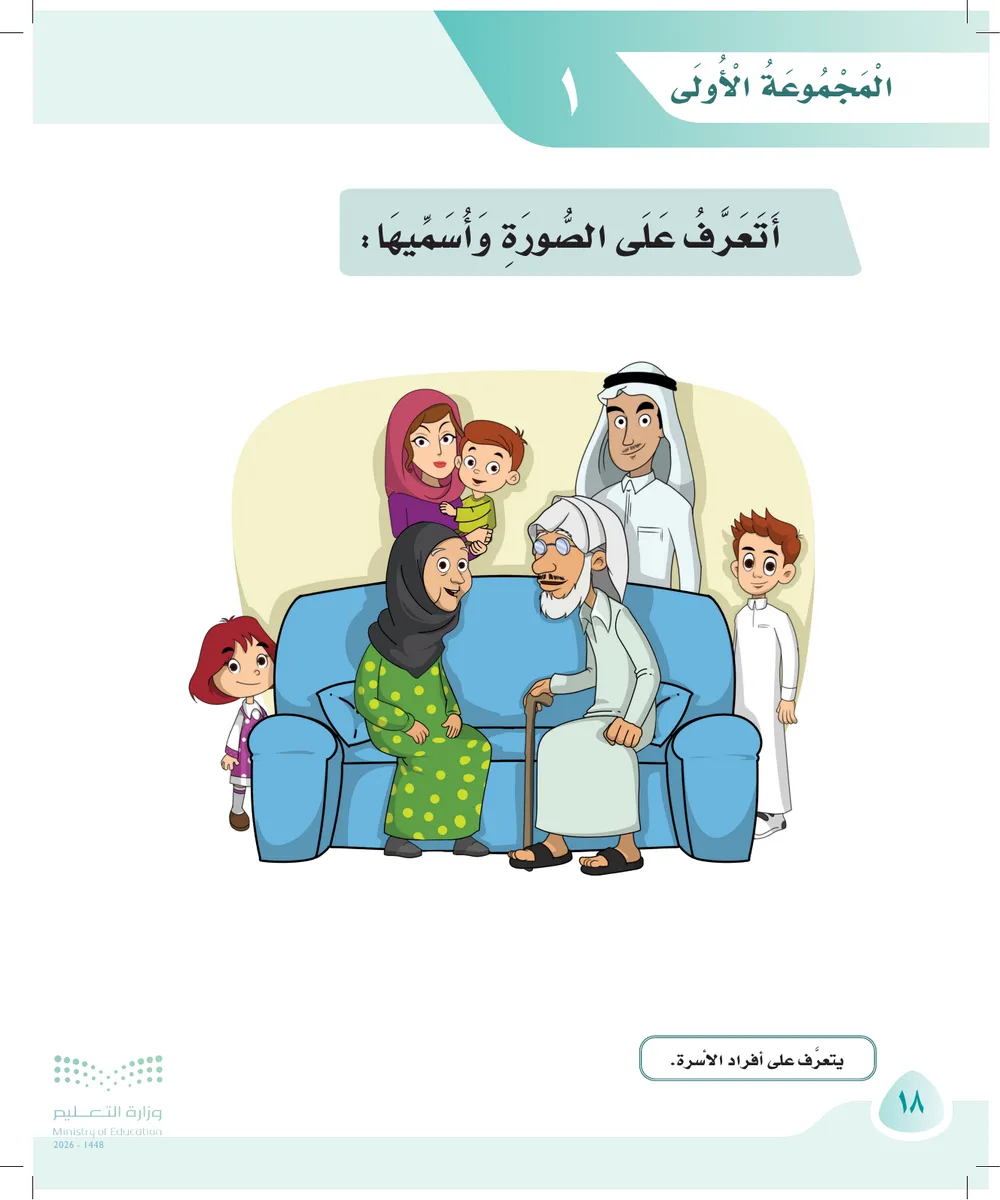 الْمَجْمُوعَةُ الْأُولَى
١
أَتَعَرَّفُ عَلَى الصُّورَةِ وَأُسَمِّيهَا :
يتعرَّف على أفراد الأسرة.
١٨
وزارة التعـــليم
Ministry of Education
2026 - 1448